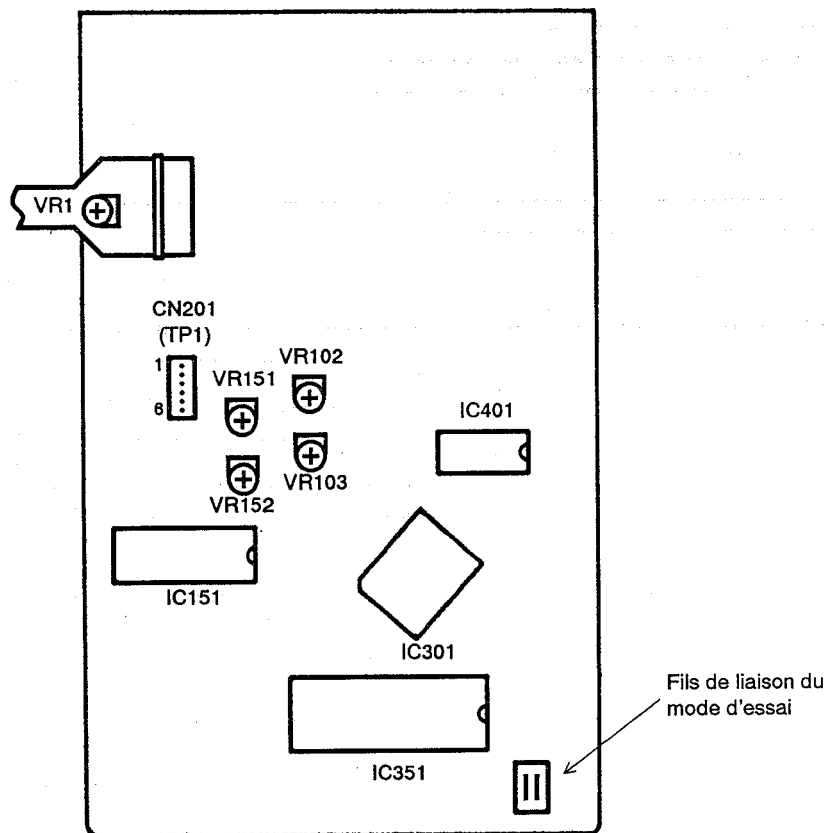 VR1
CN201
(TP1)
1
6
VR102
VR151
IC401
VR103
VR152
IC151
IC301
Fils de liaison du
mode d'essai
IC351